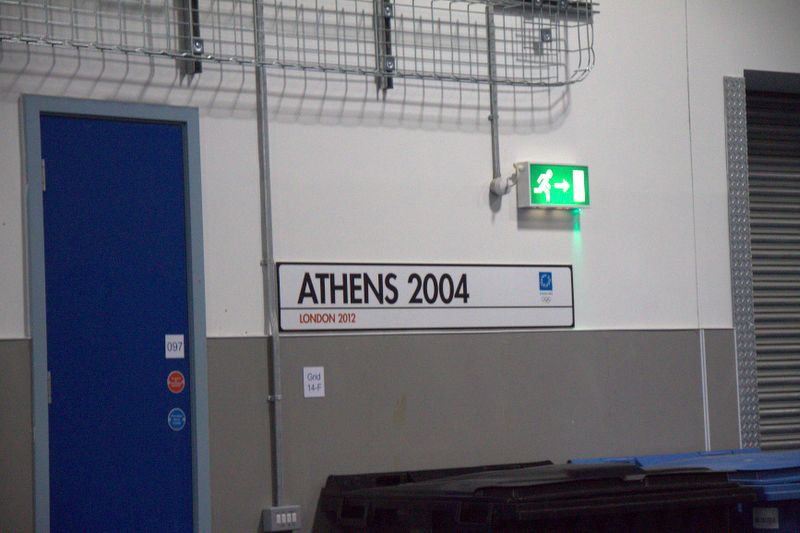 ATHENS 2004
LONDON 2012
097
Grid
14-F